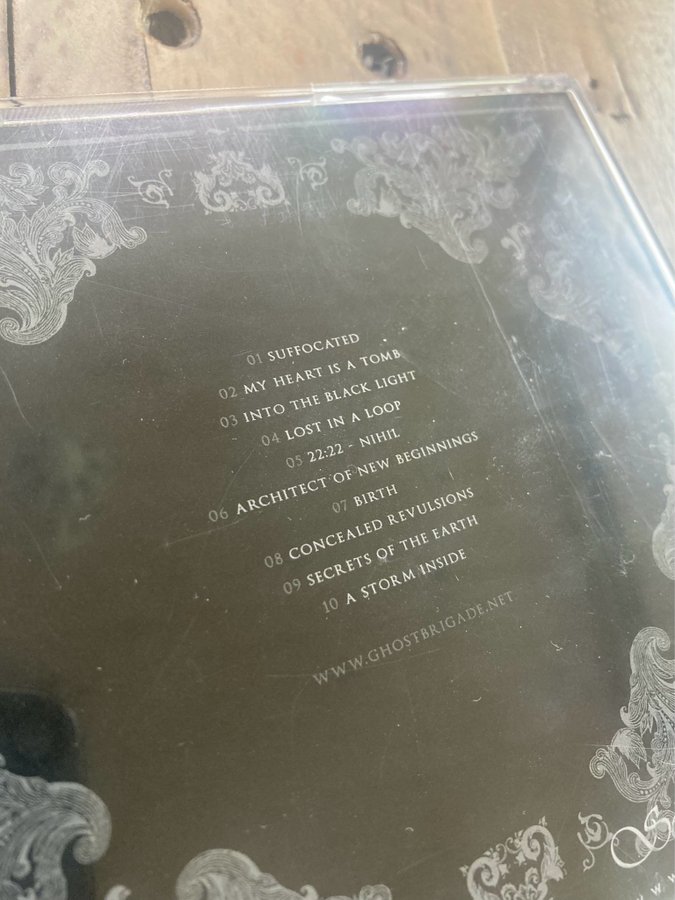 01 SUFFOCATED
02 MY HEART IS A TOMB
03 INTO THE BLACK LIGHT
04 LOST IN A LOOP
05 22:22 - NIHIL
06 ARCHITECT OF NEW BEGINNINGS
07 BIRTH
08 CONCEALED REVULSIONS
09 SECRETS OF THE EARTH
10 A STORM INSIDE
WWW.GHOSTBRIGADE.NET